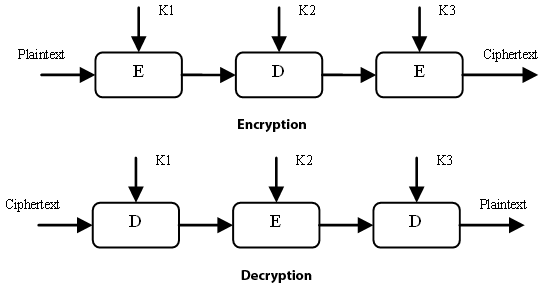 K1 K2 K3
Plaintext E D E Ciphertext
Encryption
K1 K2 K3
Ciphertext D E D Plaintext
Decryption